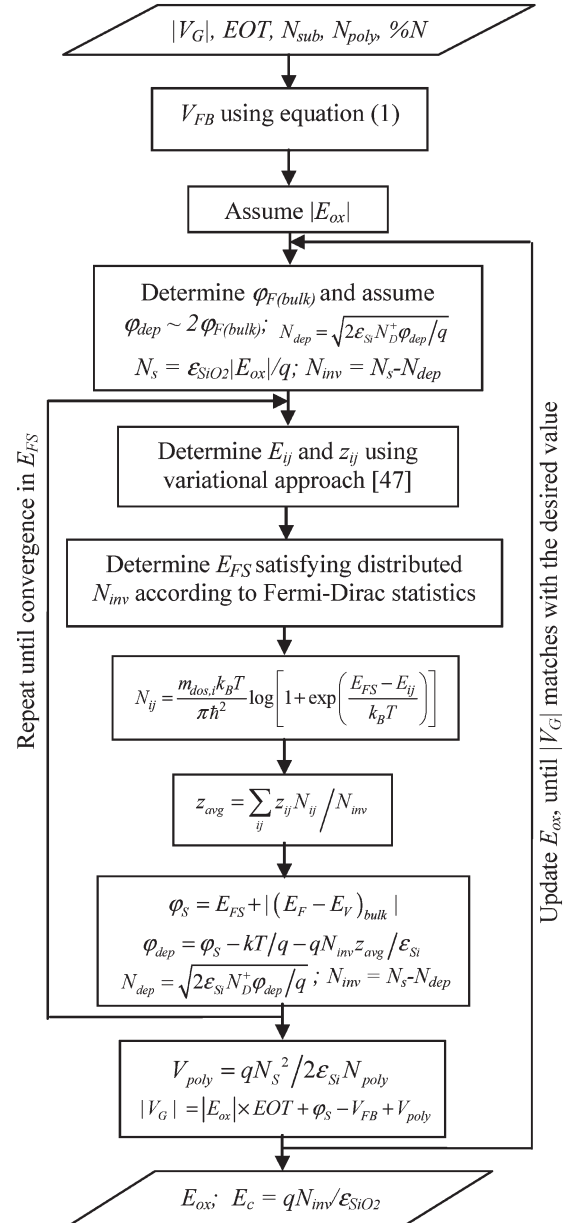 |V_G|, EOT, N_sub, N_poly, %N
V_FB using equation (1)
Assume |E_ox|
Determine φ_F(bulk) and assume
φ_dep ~ 2φ_F(bulk); N_dep = √(2ε_Si N_D^+ φ_dep/q)
N_s = ε_SiO2|E_ox|/q; N_inv = N_s-N_dep
Determine E_ij and z_ij using
variational approach [47]
Determine E_FS satisfying distributed
N_inv according to Fermi-Dirac statistics
N_ij = (m_dos,i k_B T / πħ^2) log[1+exp((E_FS − E_ij) / k_B T)]
z_avg = ∑_ij z_ij N_ij / N_inv
φ_S = E_FS + |(E_F − E_V)_bulk|
φ_dep = φ_S − kT/q − qN_inv z_avg/ε_Si
N_dep = √(2ε_Si N_D^+ φ_dep/q) ; N_inv = N_s-N_dep
V_poly = qN_S^2/2ε_Si N_poly
|V_G| = |E_ox| × EOT + φ_S − V_FB + V_poly
E_ox; E_c = qN_inv/ε_SiO2
Repeat until convergence in E_FS
Update E_ox, until |V_G| matches with the desired value